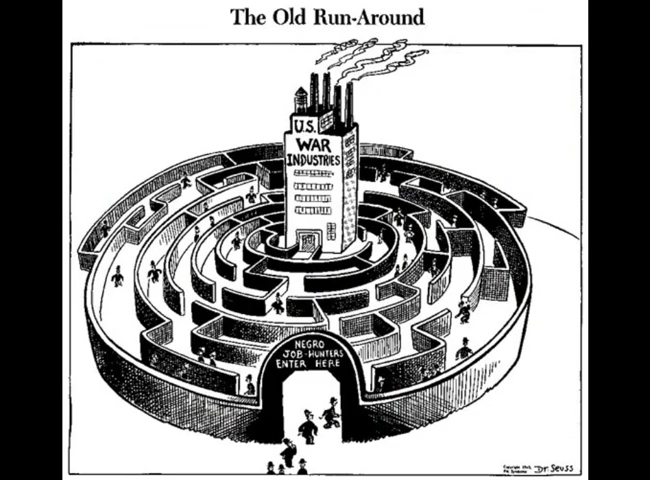 The Old Run-Around
U.S.
WAR
INDUSTRIES
NEGRO
JOB-HUNTERS
ENTER HERE
Dr. Seuss